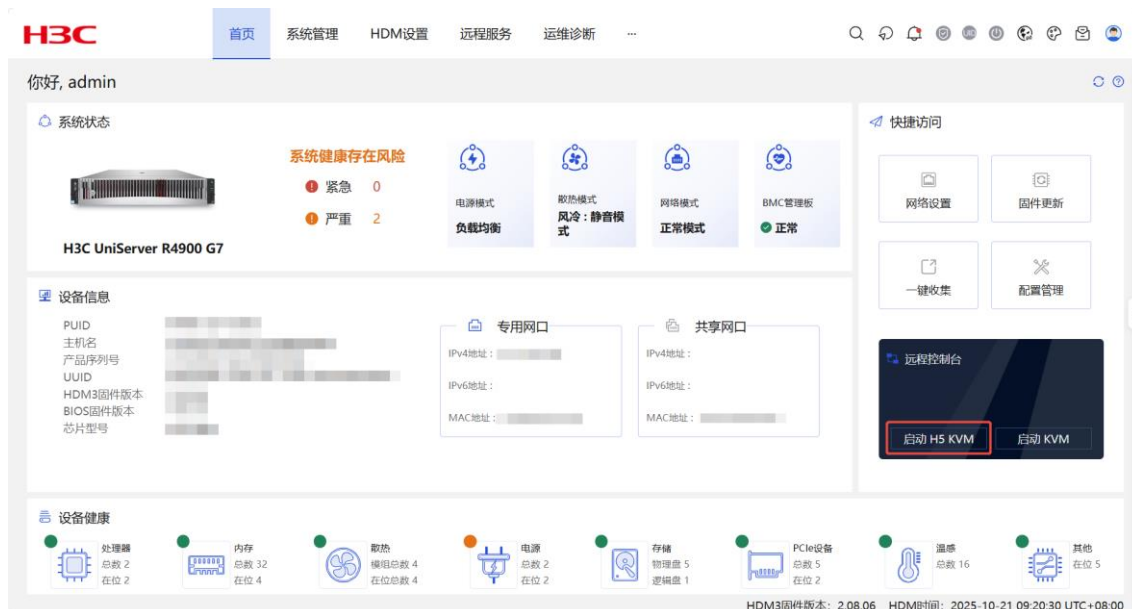 H3C 首页 系统管理 HDM设置 远程服务 运维诊断 ...
你好, admin
系统状态
系统健康存在风险
紧急 0
严重 2
H3C UniServer R4900 G7
电源模式
负载均衡
散热模式
风冷：静音模式
网络模式
正常模式
BMC管理板
正常
快捷访问
网络设置
固件更新
一键收集
配置管理
设备信息
PUID
主机名
产品序列号
UUID
HDM3固件版本
BIOS固件版本
芯片型号
专用网口
IPv4地址：
IPv6地址：
MAC地址：
共享网口
IPv4地址：
IPv6地址：
MAC地址：
远程控制台
启动 H5 KVM
启动 KVM
设备健康
处理器
总数 2
在位 2
内存
总数 32
在位 4
散热
模组总数 4
在位总数 4
电源
总数 2
在位 2
存储
物理盘 5
逻辑盘 1
PCIe设备
总数 5
在位 2
温感
总数 16
其他
在位 5
HDM3固件版本：2.08.06 HDM时间：2025-10-21 09:20:30 UTC+08:00